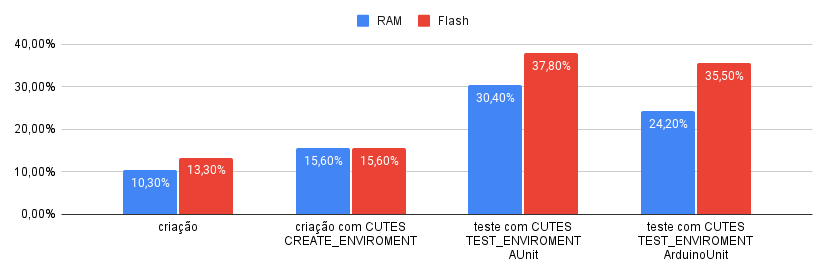 RAM Flash
40,00%
30,00%
20,00%
10,00%
0,00%
10,30%
13,30%
15,60%
15,60%
30,40%
37,80%
24,20%
35,50%
criação
criação com CUTES
CREATE_ENVIROMENT
teste com CUTES
TEST_ENVIROMENT
AUnit
teste com CUTES
TEST_ENVIROMENT
ArduinoUnit